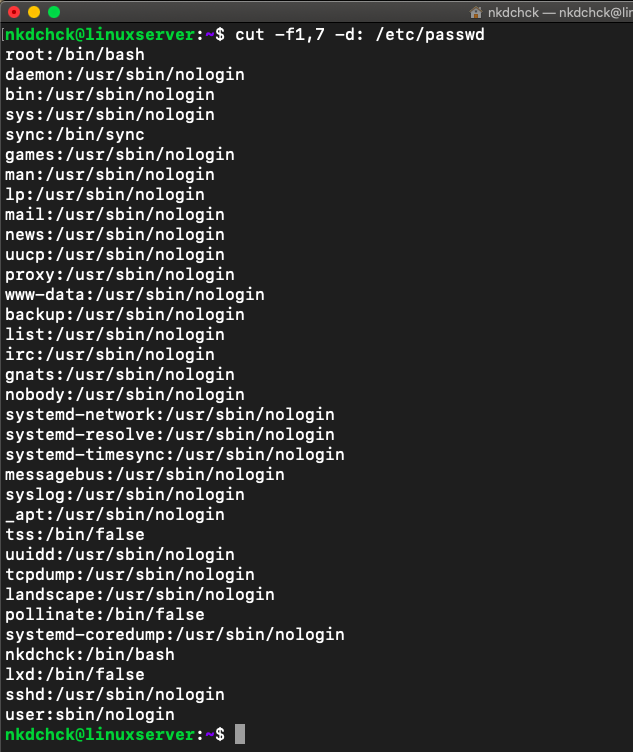 nkdchck — nkdchck@li
[nkdchck@linuxserver:~$ cut -f1,7 -d: /etc/passwd
root:/bin/bash
daemon:/usr/sbin/nologin
bin:/usr/sbin/nologin
sys:/usr/sbin/nologin
sync:/bin/sync
games:/usr/sbin/nologin
man:/usr/sbin/nologin
lp:/usr/sbin/nologin
mail:/usr/sbin/nologin
news:/usr/sbin/nologin
uucp:/usr/sbin/nologin
proxy:/usr/sbin/nologin
www-data:/usr/sbin/nologin
backup:/usr/sbin/nologin
list:/usr/sbin/nologin
irc:/usr/sbin/nologin
gnats:/usr/sbin/nologin
nobody:/usr/sbin/nologin
systemd-network:/usr/sbin/nologin
systemd-resolve:/usr/sbin/nologin
systemd-timesync:/usr/sbin/nologin
messagebus:/usr/sbin/nologin
syslog:/usr/sbin/nologin
_apt:/usr/sbin/nologin
tss:/bin/false
uuidd:/usr/sbin/nologin
tcpdump:/usr/sbin/nologin
landscape:/usr/sbin/nologin
pollinate:/bin/false
systemd-coredump:/usr/sbin/nologin
nkdchck:/bin/bash
lxd:/bin/false
sshd:/usr/sbin/nologin
user:sbin/nologin
nkdchck@linuxserver:~$